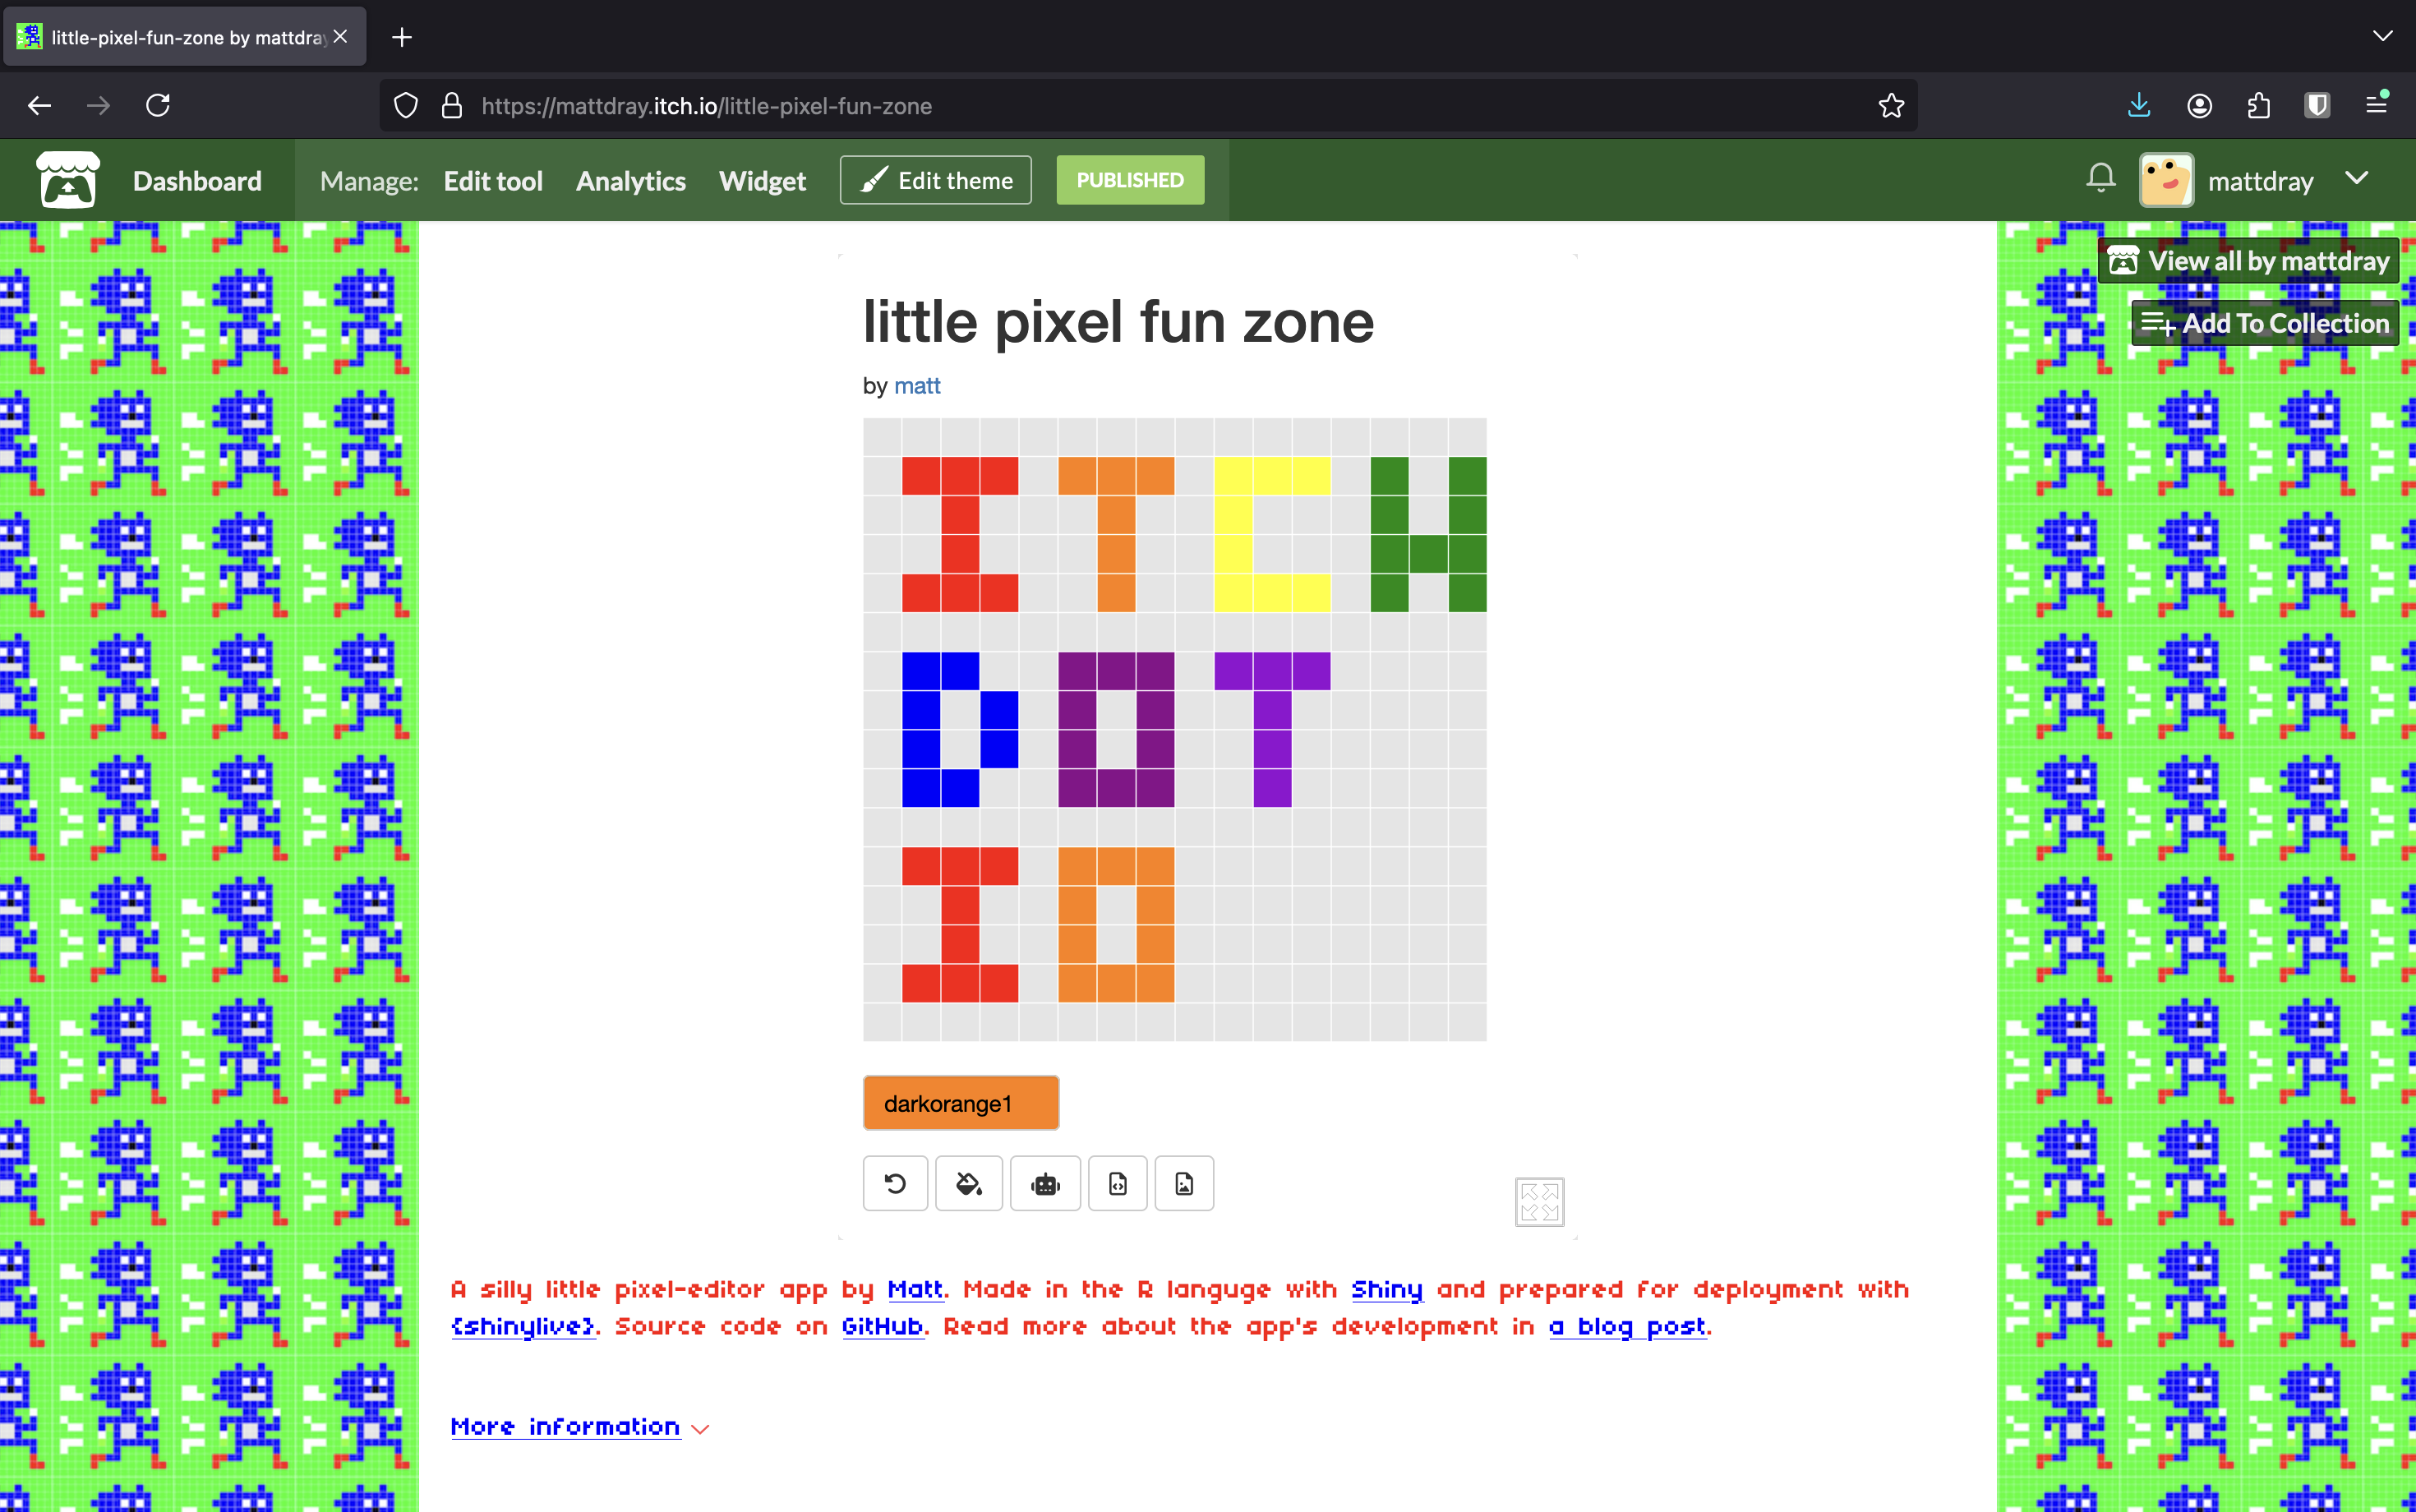 little-pixel-fun-zone by mattdray
https://mattdray.itch.io/little-pixel-fun-zone
Dashboard
Manage:
Edit tool
Analytics
Widget
Edit theme
PUBLISHED
mattdray
View all by mattdray
Add To Collection
little pixel fun zone
by matt
ITCH
DOT
IO
darkorange1
A silly little pixel-editor app by Matt. Made in the R languge with Shiny and prepared for deployment with
{shinylive}. Source code on GitHub. Read more about the app's development in a blog post.
More information